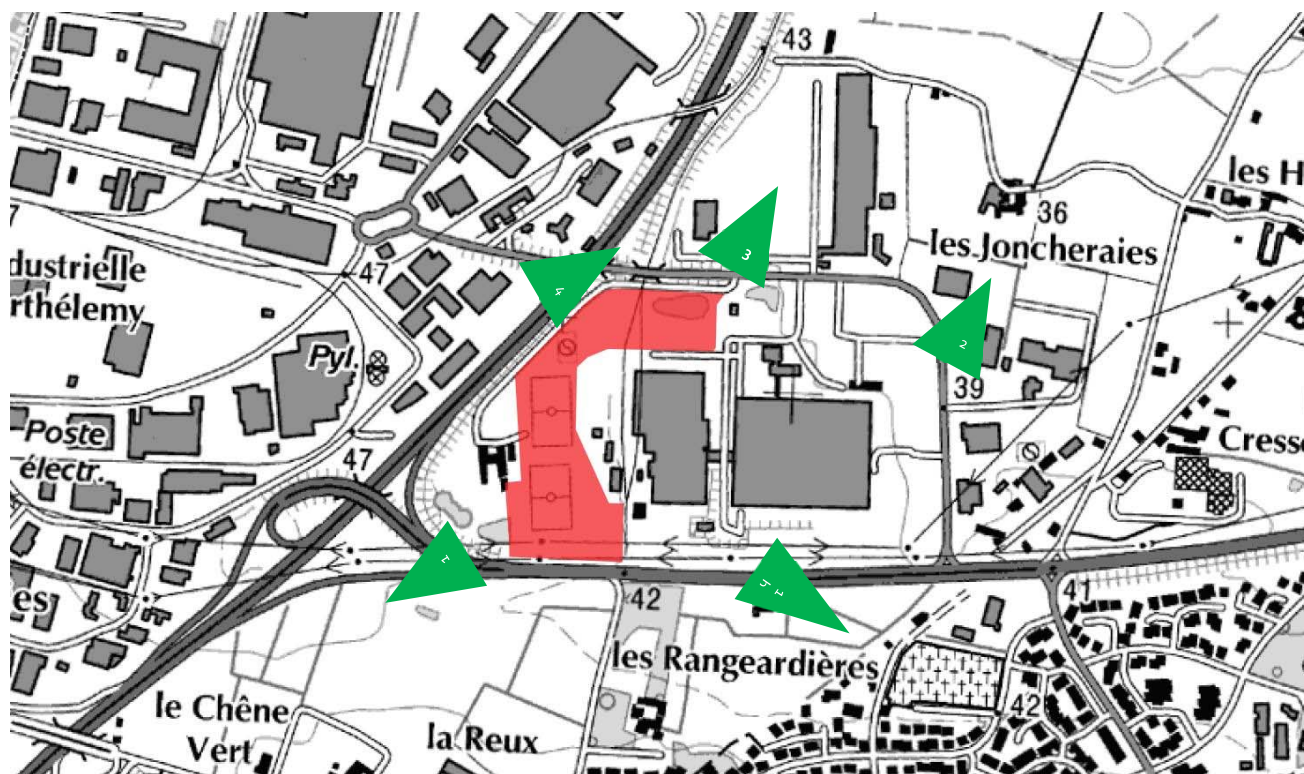 43
les H
36
les Joncheraies
3
47
dustrielle
rthélemy
4
2
Pyl.
39
Poste
électr.
47
Cresse
1
es
42
41
les Rangeardières
le Chêne
Vert
la Reux
42